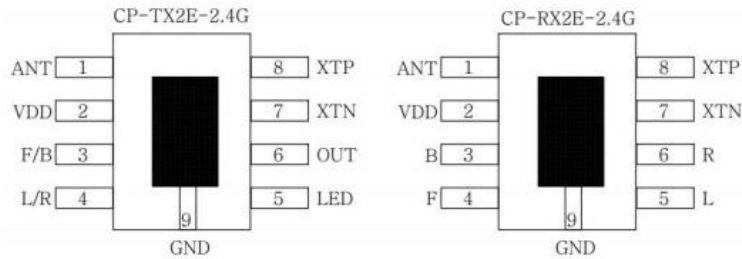 CP-TX2E-2.4G CP-RX2E-2.4G
ANT 1 8 XTP ANT 1 8 XTP
VDD 2 7 XTN VDD 2 7 XTN
F/B 3 6 OUT B 3 6 R
L/R 4 5 LED F 4 5 L
9 9
GND GND